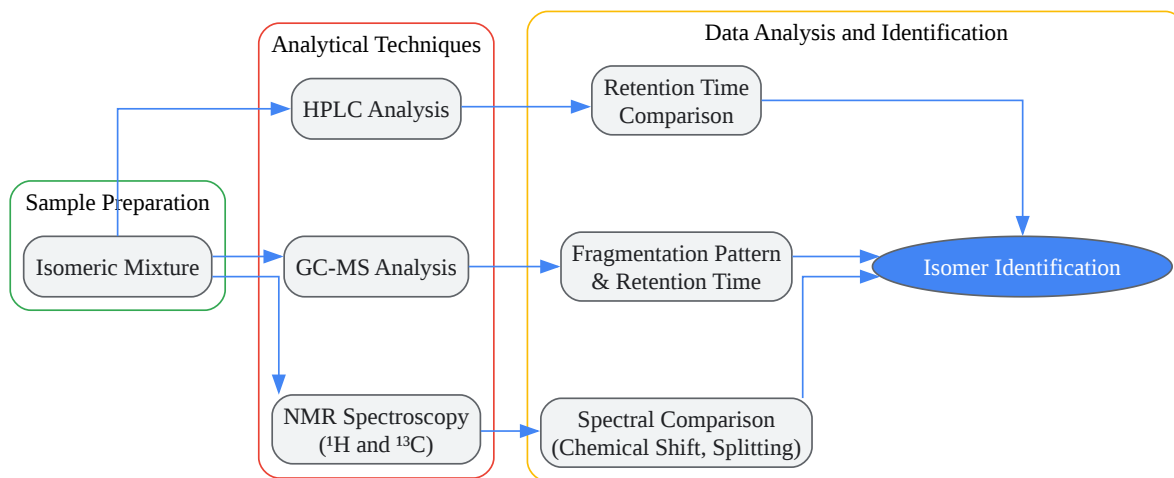 Analytical Techniques
Data Analysis and Identification
HPLC Analysis
Retention Time
Comparison
Sample Preparation
Isomeric Mixture
GC-MS Analysis
Fragmentation Pattern
& Retention Time
Isomer Identification
NMR Spectroscopy
(¹H and ¹³C)
Spectral Comparison
(Chemical Shift, Splitting)